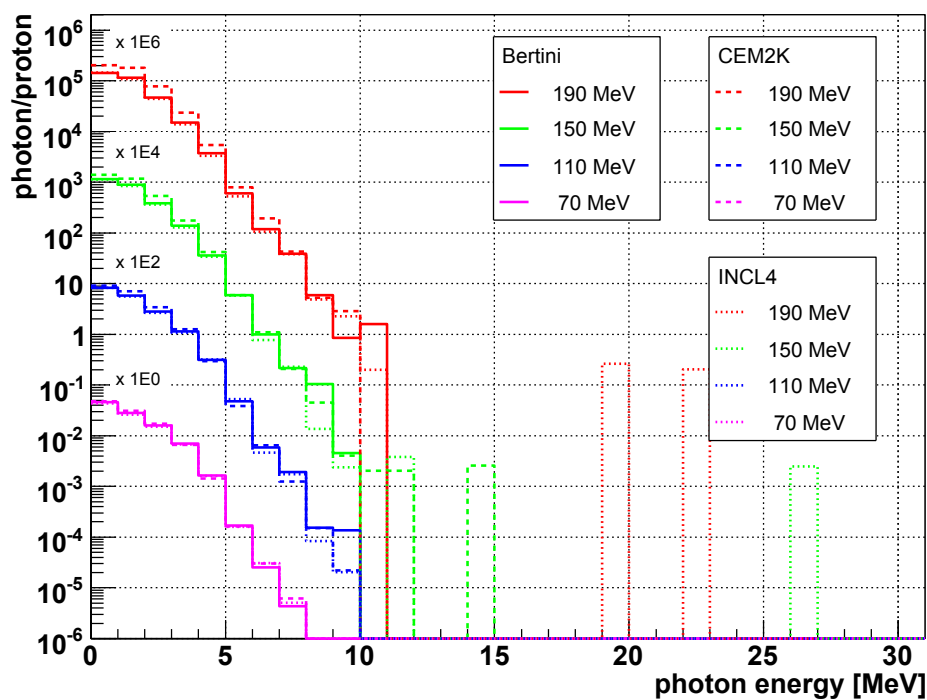 photon/proton
10^6
10^5
10^4
10^3
10^2
10
1
10^-1
10^-2
10^-3
10^-4
10^-5
10^-6
x 1E6
x 1E4
x 1E2
x 1E0
Bertini
190 MeV
150 MeV
110 MeV
70 MeV
CEM2K
190 MeV
150 MeV
110 MeV
70 MeV
INCL4
190 MeV
150 MeV
110 MeV
70 MeV
0 5 10 15 20 25 30
photon energy [MeV]